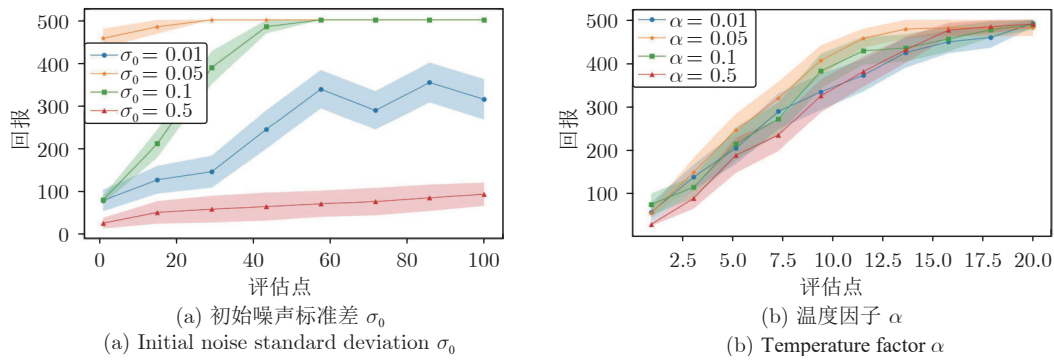 500
400
300
200
100
0
回报
σ₀ = 0.01
σ₀ = 0.05
σ₀ = 0.1
σ₀ = 0.5
0 20 40 60 80 100
评估点
(a) 初始噪声标准差 σ₀
(a) Initial noise standard deviation σ₀
500
400
300
200
100
回报
α = 0.01
α = 0.05
α = 0.1
α = 0.5
2.5 5.0 7.5 10.0 12.5 15.0 17.5 20.0
评估点
(b) 温度因子 α
(b) Temperature factor α